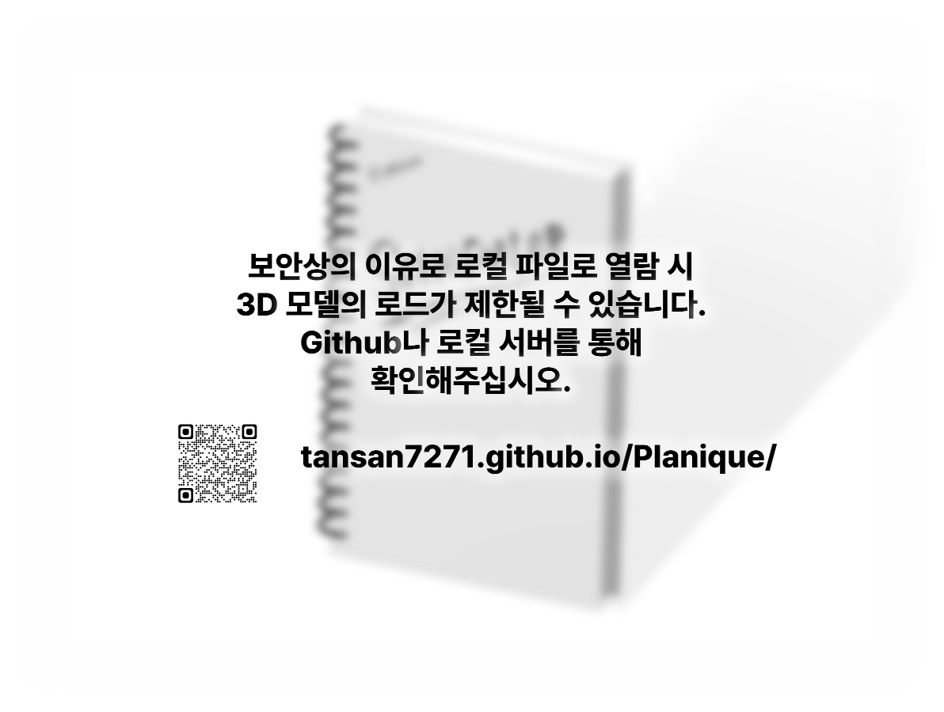 보안상의 이유로 로컬 파일로 열람 시
3D 모델의 로드가 제한될 수 있습니다.
Github나 로컬 서버를 통해
확인해주십시오.
tansan7271.github.io/Planique/